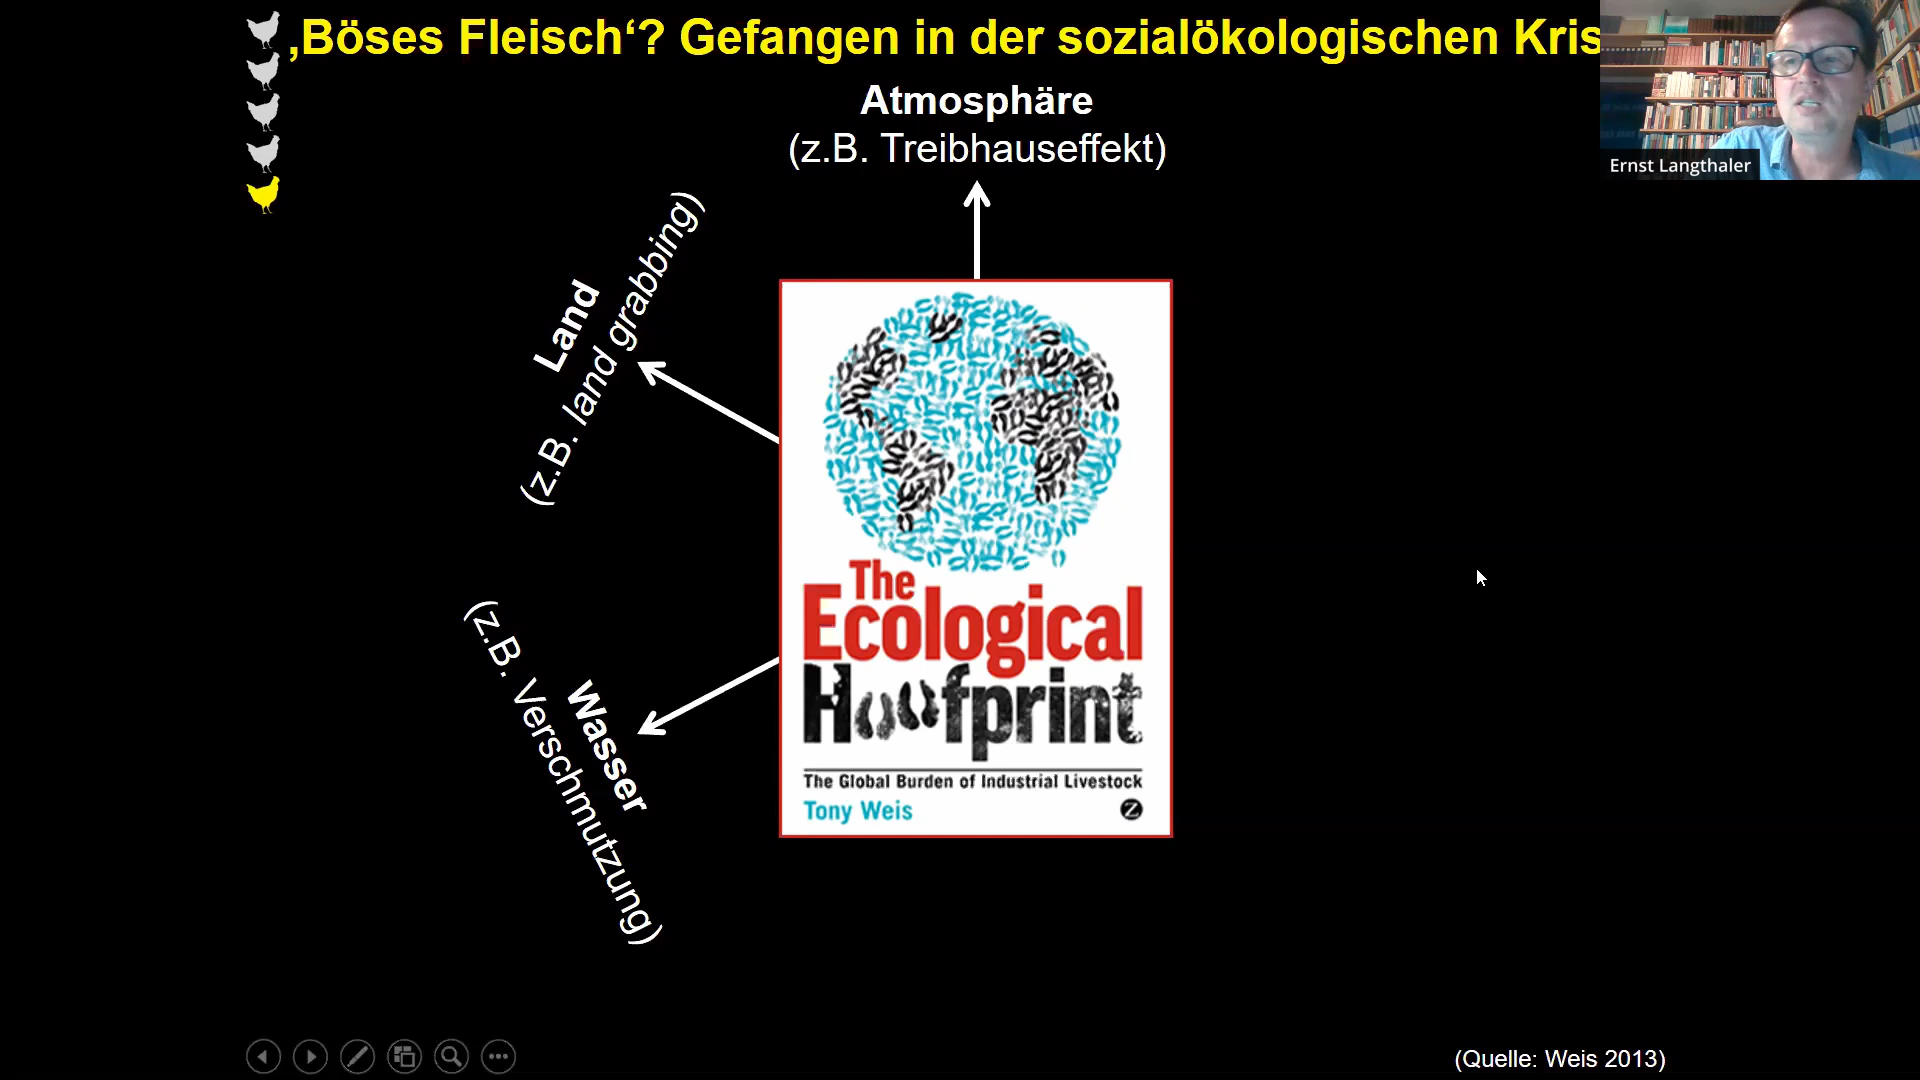 ‚Böses Fleisch‘? Gefangen in der sozialökologischen Kris
Ernst Langthaler
Atmosphäre
(z.B. Treibhauseffekt)
Land
(z.B. land grabbing)
Wasser
(z.B. Verschmutzung)
The
Ecological
Hoofprint
The Global Burden of Industrial Livestock
Tony Weis
Z
(Quelle: Weis 2013)